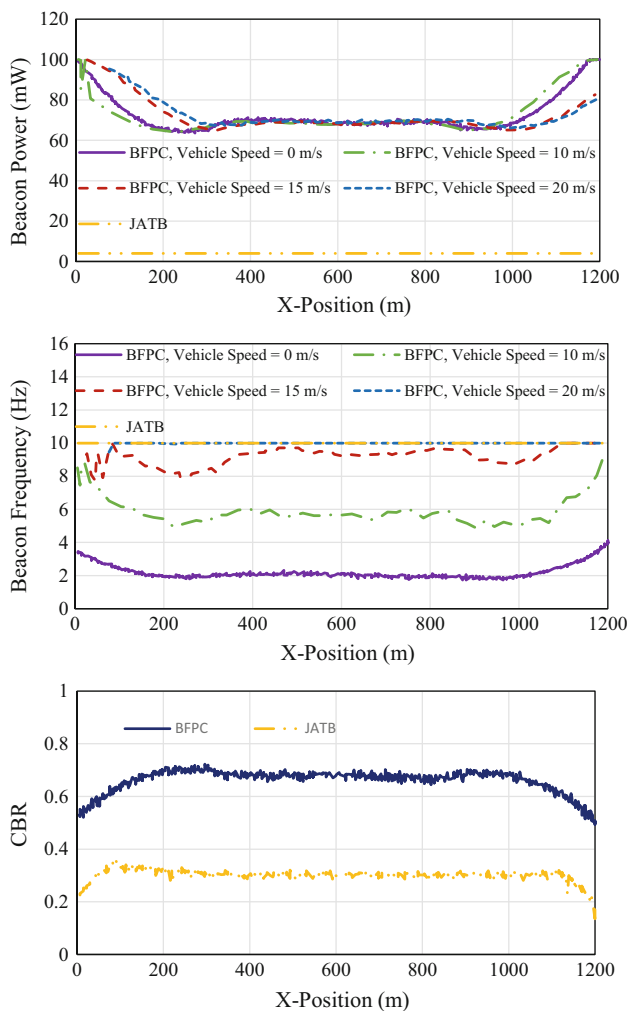 120
100
80
60
40
20
0
Beacon Power (mW)
BFPC, Vehicle Speed = 0 m/s
BFPC, Vehicle Speed = 10 m/s
BFPC, Vehicle Speed = 15 m/s
BFPC, Vehicle Speed = 20 m/s
JATB
0 200 400 600 800 1000 1200
X-Position (m)
16
14
12
10
8
6
4
2
0
Beacon Frequency (Hz)
BFPC, Vehicle Speed = 0 m/s
BFPC, Vehicle Speed = 10 m/s
BFPC, Vehicle Speed = 15 m/s
BFPC, Vehicle Speed = 20 m/s
JATB
0 200 400 600 800 1000 1200
X-Position (m)
1
0.8
0.6
0.4
0.2
0
CBR
BFPC
JATB
0 200 400 600 800 1000 1200
X-Position (m)